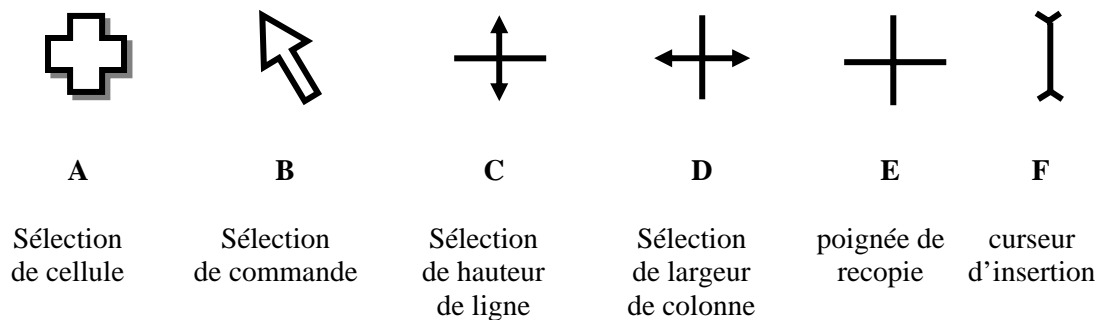 A B C D E F
Sélection Sélection Sélection Sélection poignée de curseur
de cellule de commande de hauteur de largeur recopie d’insertion
de ligne de colonne